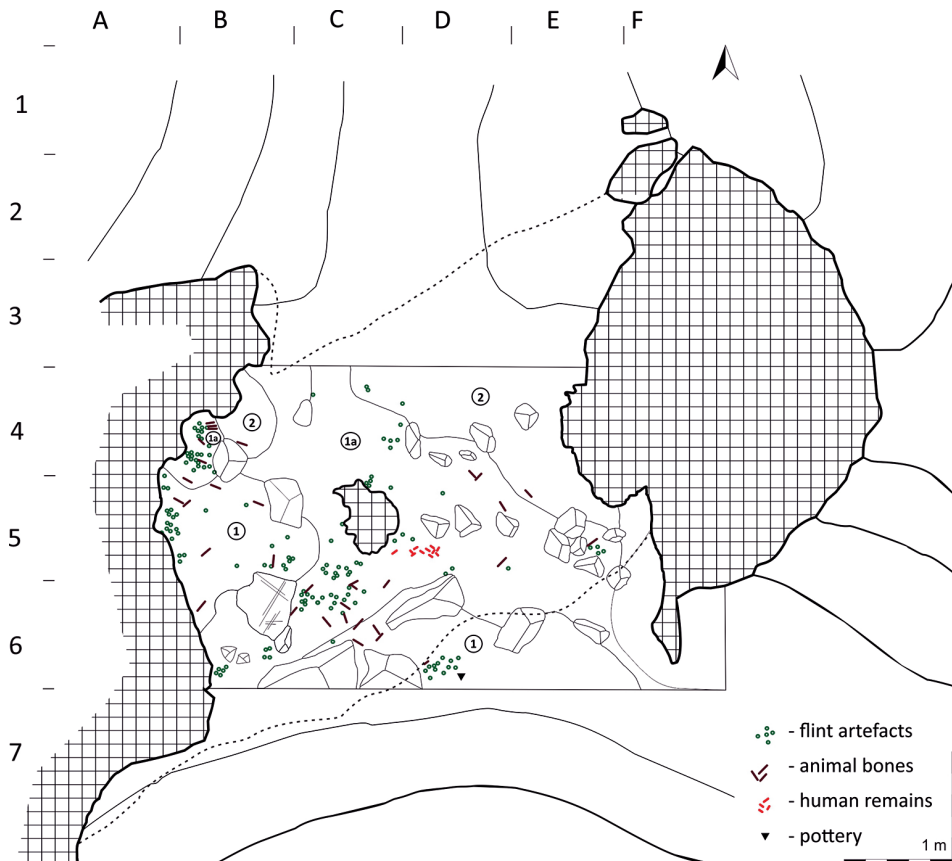 A B C D E F
1
2
3
4
5
6
7
2
2
1a
1a
1
1
- flint artefacts
- animal bones
- human remains
- pottery
1 m